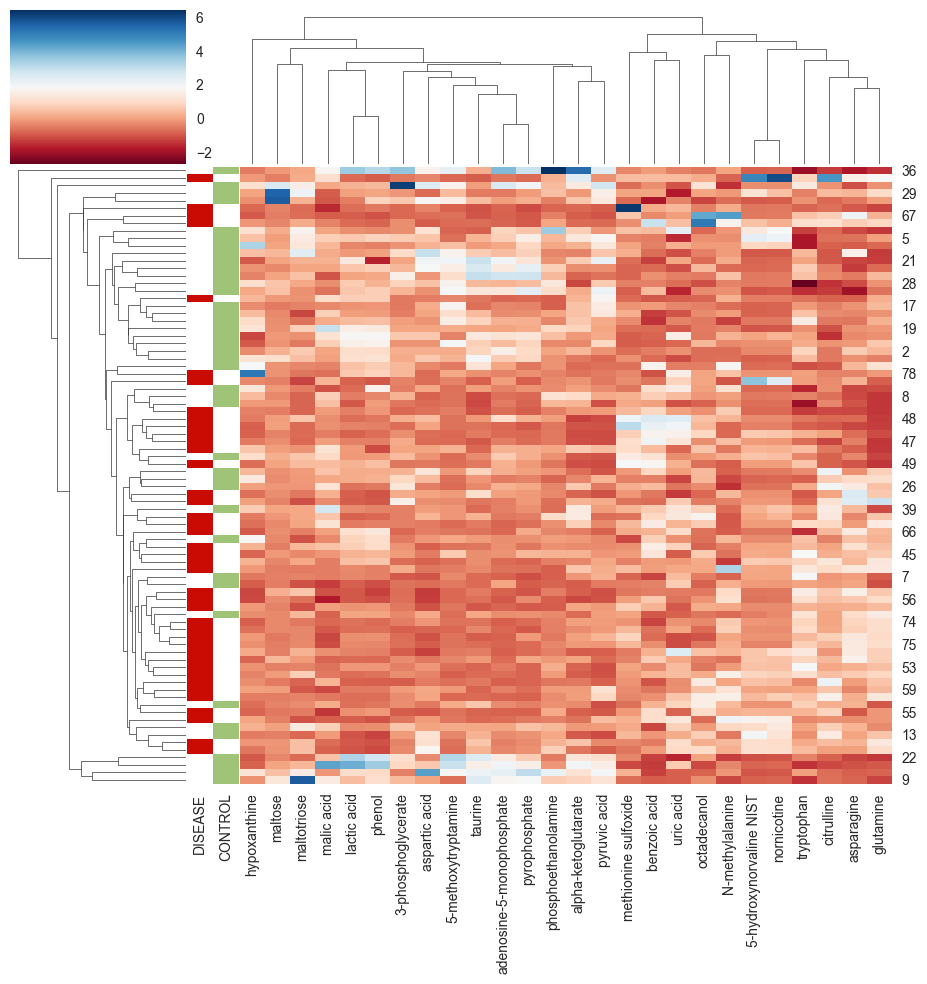 6
4
2
0
−2
36
29
67
5
21
28
17
19
2
78
8
48
47
49
26
39
66
45
7
56
74
75
53
59
55
13
22
9
DISEASE
CONTROL
hypoxanthine
maltose
maltotriose
malic acid
lactic acid
phenol
3-phosphoglycerate
aspartic acid
5-methoxytryptamine
taurine
adenosine-5-monophosphate
pyrophosphate
phosphoethanolamine
alpha-ketoglutarate
pyruvic acid
methionine sulfoxide
benzoic acid
uric acid
octadecanol
N-methylalanine
5-hydroxynorvaline NIST
nornicotine
tryptophan
citrulline
asparagine
glutamine